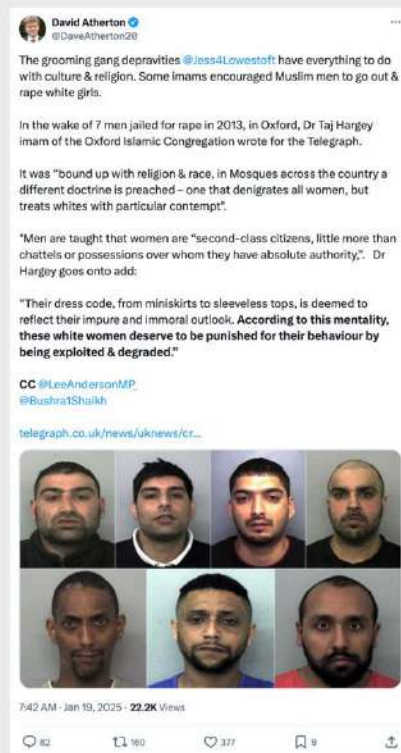 David Atherton
@DaveAtherton20
The grooming gang depravities @Jess4Lowestoft have everything to do
with culture & religion. Some imams encouraged Muslim men to go out &
rape white girls.
In the wake of 7 men jailed for rape in 2013, in Oxford, Dr Taj Hargey
imam of the Oxford Islamic Congregation wrote for the Telegraph.
It was "bound up with religion & race, in Mosques across the country a
different doctrine is preached – one that denigrates all women, but
treats whites with particular contempt".
"Men are taught that women are "second-class citizens, little more than
chattels or possessions over whom they have absolute authority,". Dr
Hargey goes onto add:
"Their dress code, from miniskirts to sleeveless tops, is deemed to
reflect their impure and immoral outlook. According to this mentality,
these white women deserve to be punished for their behaviour by
being exploited & degraded."
CC @LeeAndersonMP_
@Bushra1Shaikh
telegraph.co.uk/news/uknews/cr...
7:42 AM · Jan 19, 2025 · 22.2K Views
82 160 377 9